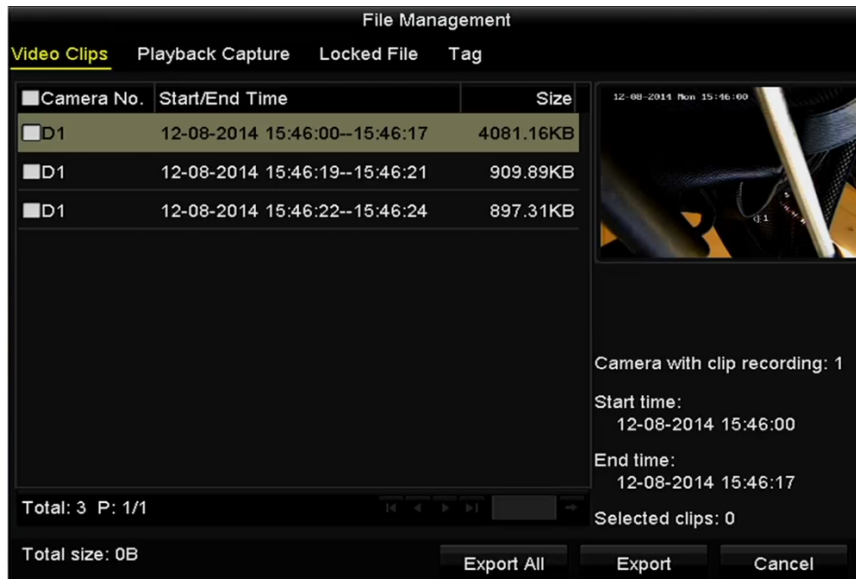 File Management
Video Clips Playback Capture Locked File Tag
Camera No. Start/End Time Size
D1 12-08-2014 15:46:00--15:46:17 4081.16KB
D1 12-08-2014 15:46:19--15:46:21 909.89KB
D1 12-08-2014 15:46:22--15:46:24 897.31KB
Total: 3 P: 1/1
12-08-2014 Mon 15:46:00
Camera with clip recording: 1
Start time:
12-08-2014 15:46:00
End time:
12-08-2014 15:46:17
Selected clips: 0
Total size: 0B
Export All Export Cancel